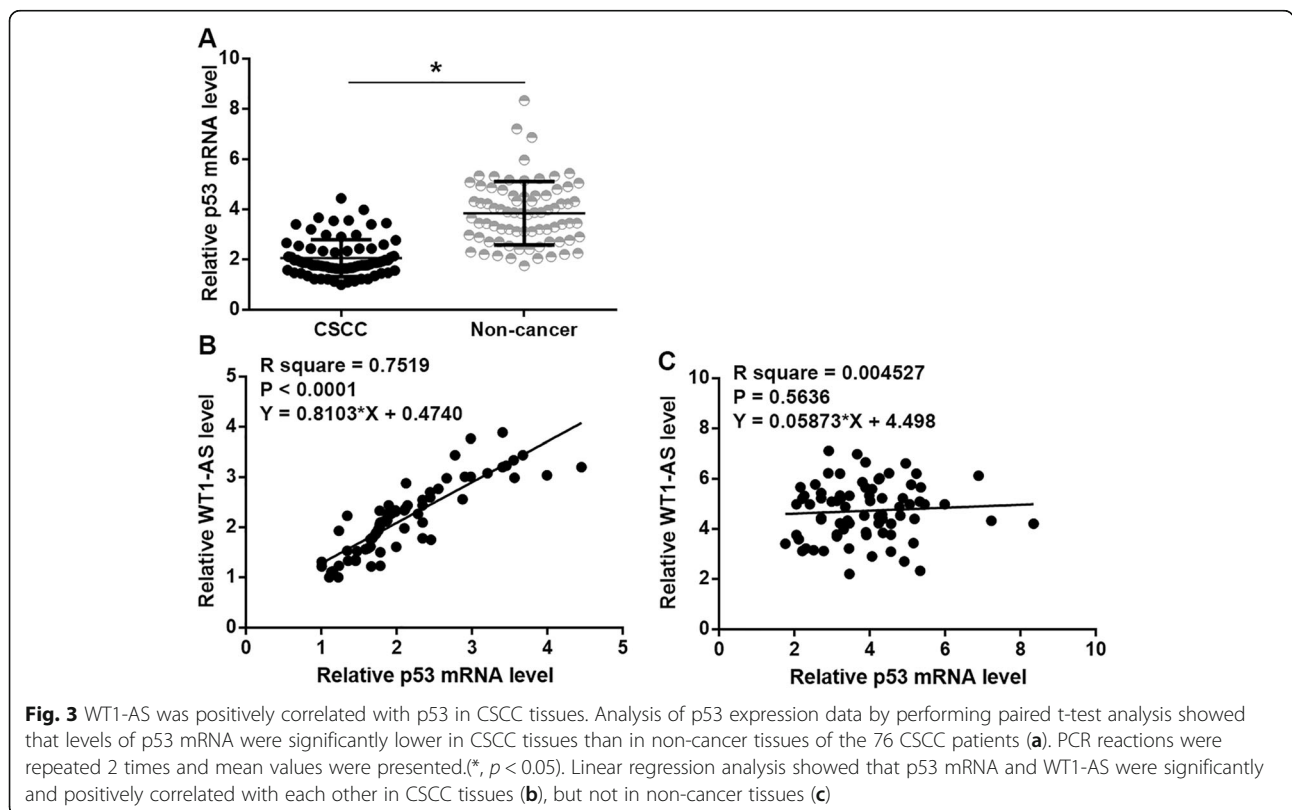 A
Relative p53 mRNA level
10
8
6
4
2
0
*
CSCC
Non-cancer
B
R square = 0.7519
P < 0.0001
Y = 0.8103*X + 0.4740
Relative WT1-AS level
5
4
3
2
1
0
0
1
2
3
4
5
Relative p53 mRNA level
C
R square = 0.004527
P = 0.5636
Y = 0.05873*X + 4.498
Relative WT1-AS level
10
8
6
4
2
0
0
2
4
6
8
10
Relative p53 mRNA level
Fig. 3 WT1-AS was positively correlated with p53 in CSCC tissues. Analysis of p53 expression data by performing paired t-test analysis showed
that levels of p53 mRNA were significantly lower in CSCC tissues than in non-cancer tissues of the 76 CSCC patients (a). PCR reactions were
repeated 2 times and mean values were presented.(*, p < 0.05). Linear regression analysis showed that p53 mRNA and WT1-AS were significantly
and positively correlated with each other in CSCC tissues (b), but not in non-cancer tissues (c)